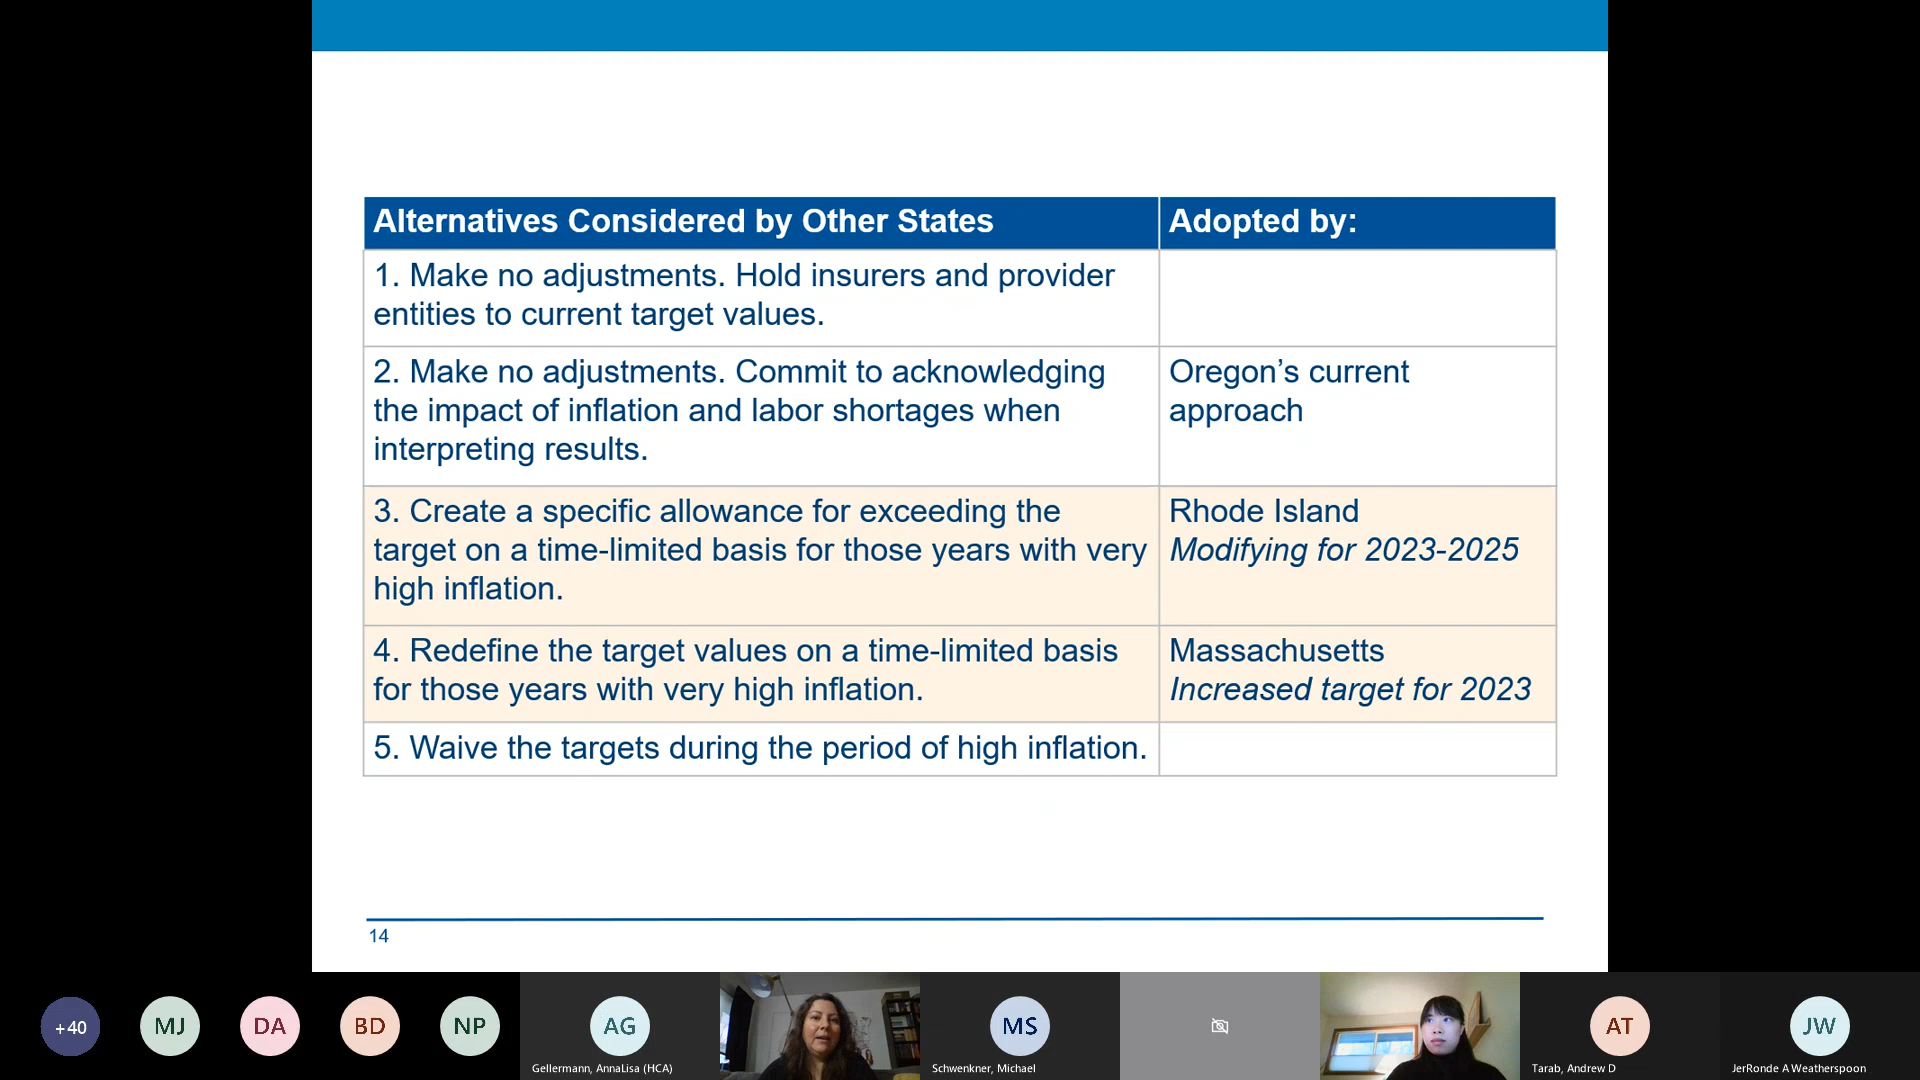 Alternatives Considered by Other States
Adopted by:
1. Make no adjustments. Hold insurers and provider
entities to current target values.
2. Make no adjustments. Commit to acknowledging
the impact of inflation and labor shortages when
interpreting results.
Oregon’s current
approach
3. Create a specific allowance for exceeding the
target on a time-limited basis for those years with very
high inflation.
Rhode Island
Modifying for 2023-2025
4. Redefine the target values on a time-limited basis
for those years with very high inflation.
Massachusetts
Increased target for 2023
5. Waive the targets during the period of high inflation.
14
+40
MJ
DA
BD
NP
AG
Gellermann, AnnaLisa (HCA)
MS
Schwenkner, Michael
AT
Tarab, Andrew D
JW
JerRonde A Weatherspoon